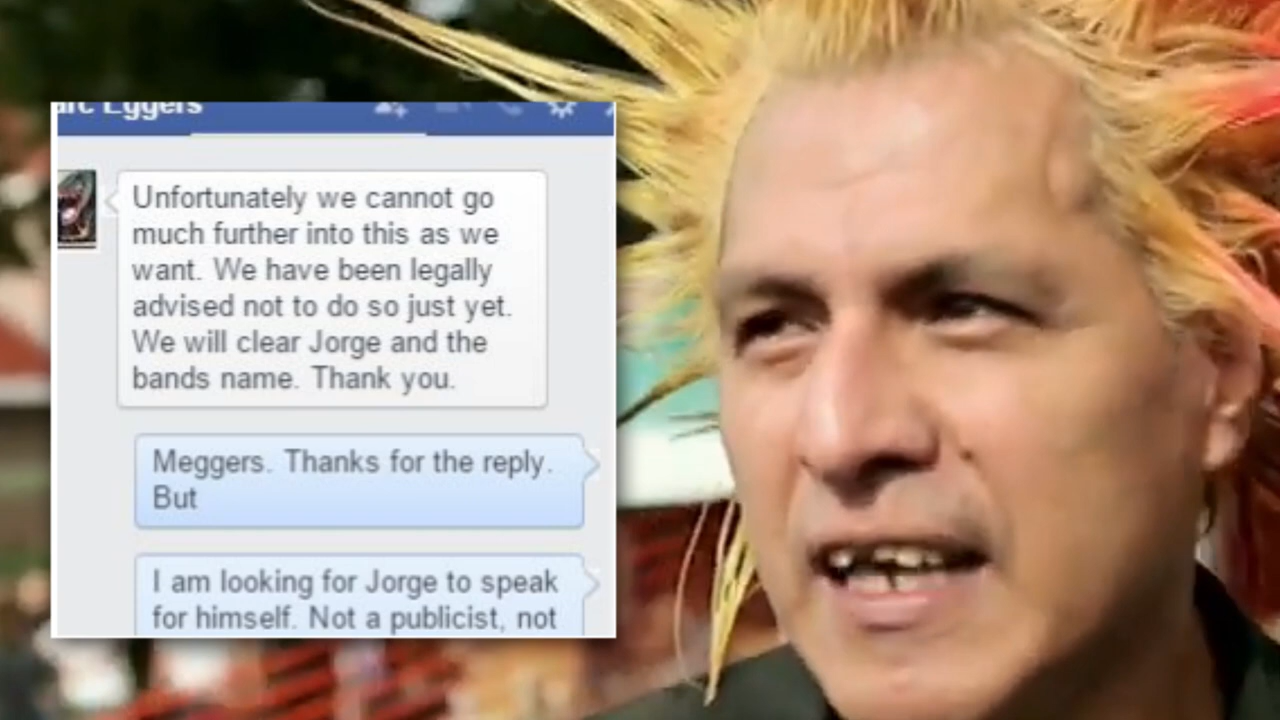 arc Eggers
Unfortunately we cannot go
much further into this as we
want. We have been legally
advised not to do so just yet.
We will clear Jorge and the
bands name. Thank you.
Meggers. Thanks for the reply.
But
I am looking for Jorge to speak
for himself. Not a publicist, not